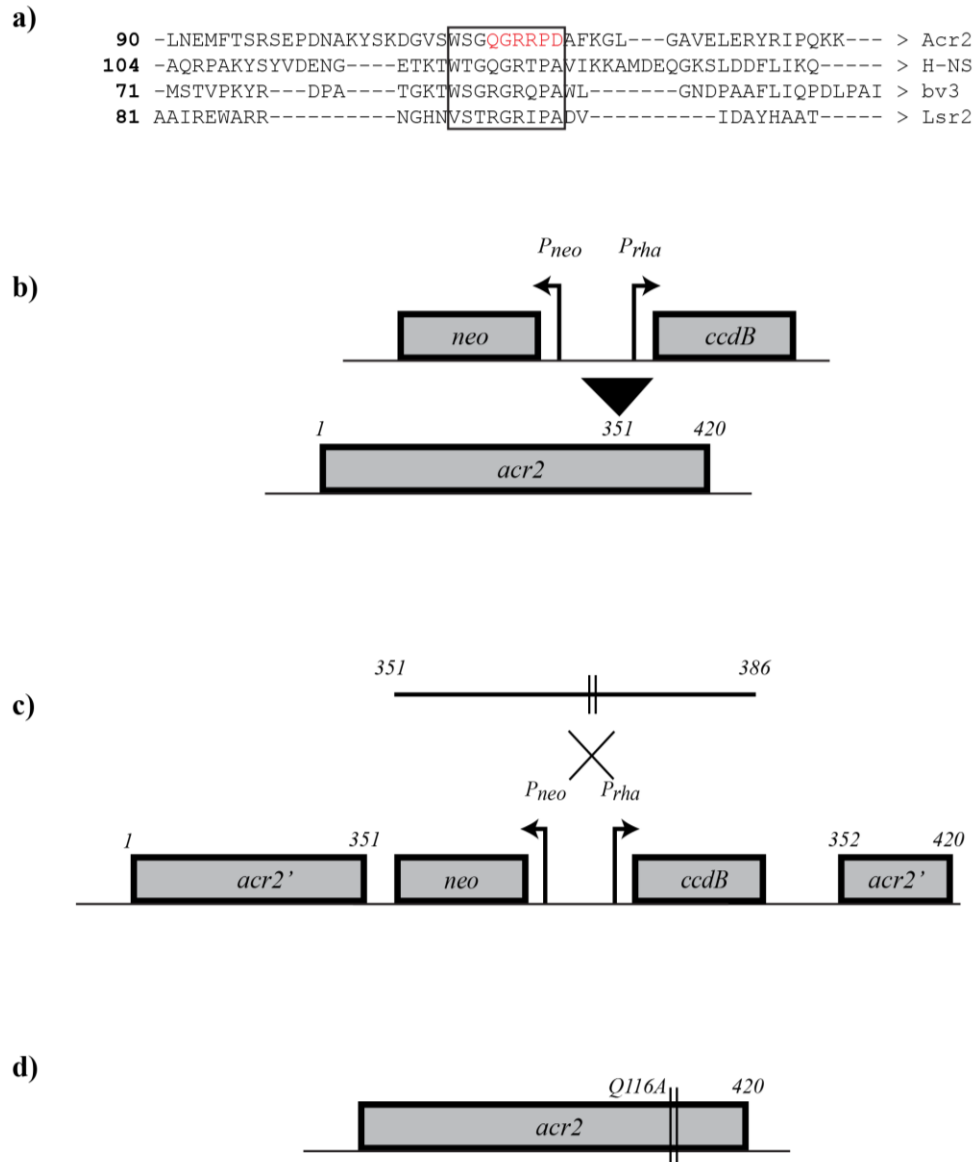 a)
90 -LNEMFTSRSEPDNAKYSKDGVSWSGQGRRPDAFKGL---GAVELERYRIPQKK--- > Acr2
104 -AQRPAKYSYVDENG----ETKTWTGQGRTPAVIKKAMDEQGKSLDDFLIKQ----- > H-NS
71 -MSTVPKYR---DPA----TGKTWSGRGRQPAWL-------GNDPAAFLIQPDLPAI > bv3
81 AAIREWARR----------NGHNVSTRGRIPADV----------IDAYHAAT----- > Lsr2
b)
Pneo Prha
neo ccdB
1 351 420
acr2
c)
351 386
Pneo Prha
1 351 352 420
acr2’ neo ccdB acr2’
d)
Q116A 420
acr2